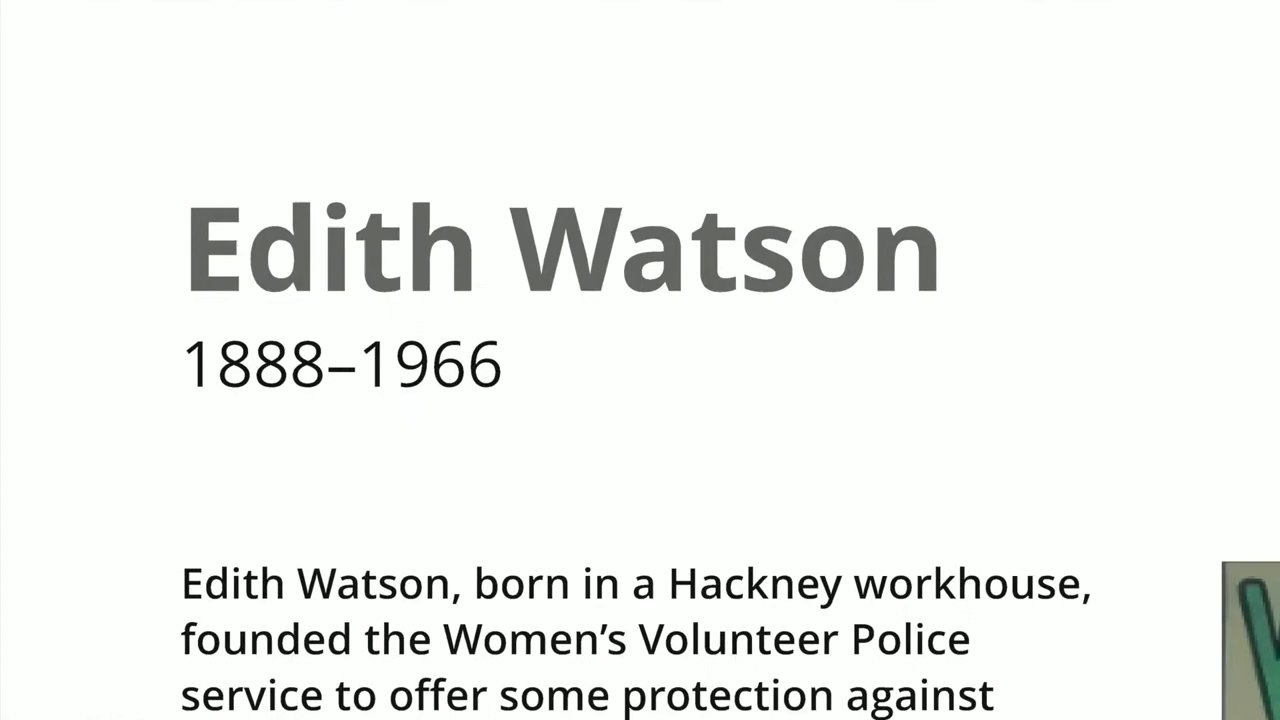 Edith Watson
1888–1966
Edith Watson, born in a Hackney workhouse,
founded the Women’s Volunteer Police
service to offer some protection against